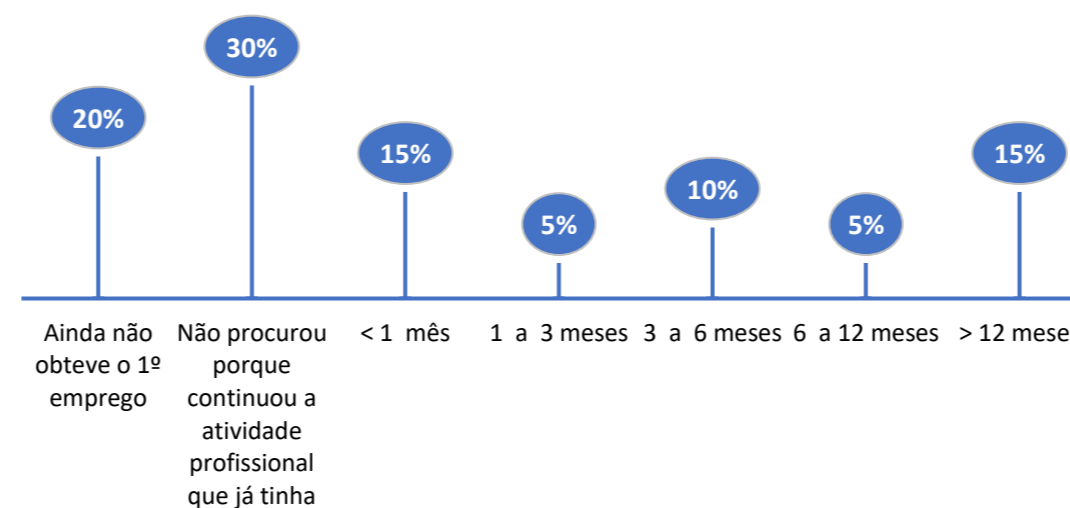 30%
20%
15%
15%
10%
5%
5%
Ainda não
obteve o 1º
emprego
Não procurou
porque
continuou a
atividade
profissional
que já tinha
< 1 mês
1 a 3 meses
3 a 6 meses
6 a 12 meses
> 12 mese